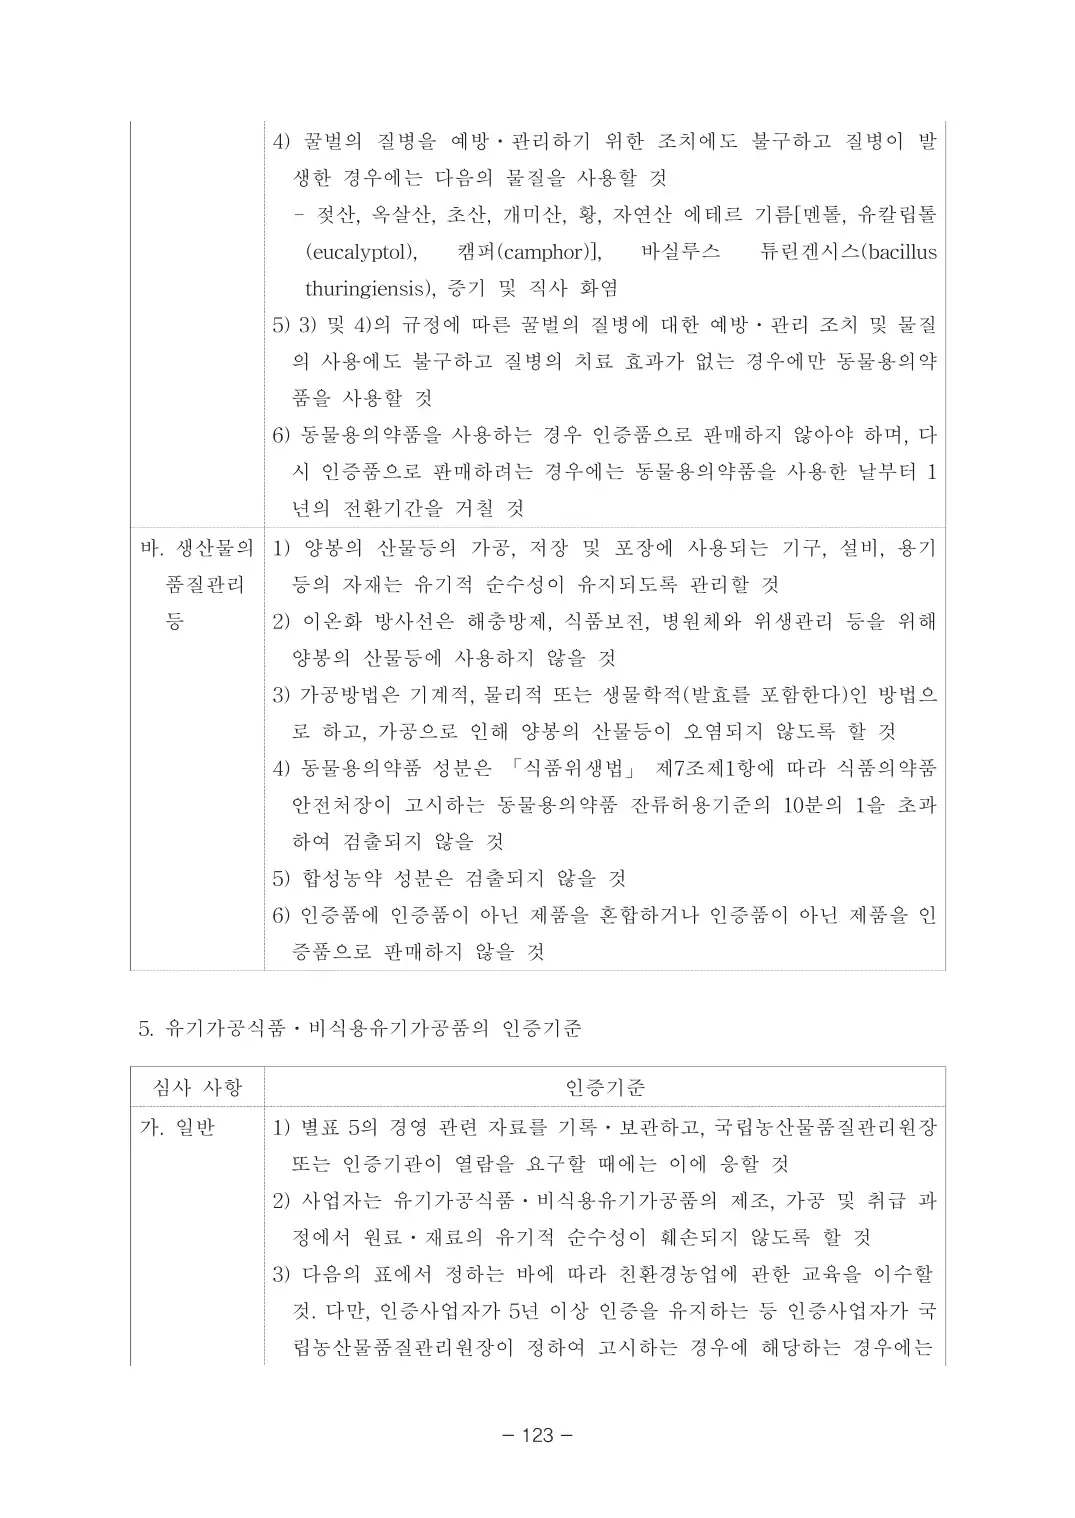 4) 꿀벌의 질병을 예방・관리하기 위한 조치에도 불구하고 질병이 발
생한 경우에는 다음의 물질을 사용할 것
- 젖산, 옥살산, 초산, 개미산, 황, 자연산 에테르 기름[멘톨, 유칼립톨
(eucalyptol), 캠퍼(camphor)], 바실루스 튜린겐시스(bacillus
thuringiensis), 증기 및 직사 화염
5) 3) 및 4)의 규정에 따른 꿀벌의 질병에 대한 예방・관리 조치 및 물질
의 사용에도 불구하고 질병의 치료 효과가 없는 경우에만 동물용의약
품을 사용할 것
6) 동물용의약품을 사용하는 경우 인증품으로 판매하지 않아야 하며, 다
시 인증품으로 판매하려는 경우에는 동물용의약품을 사용한 날부터 1
년의 전환기간을 거칠 것
바. 생산물의
품질관리
등
1) 양봉의 산물등의 가공, 저장 및 포장에 사용되는 기구, 설비, 용기
등의 자재는 유기적 순수성이 유지되도록 관리할 것
2) 이온화 방사선은 해충방제, 식품보전, 병원체와 위생관리 등을 위해
양봉의 산물등에 사용하지 않을 것
3) 가공방법은 기계적, 물리적 또는 생물학적(발효를 포함한다)인 방법으
로 하고, 가공으로 인해 양봉의 산물등이 오염되지 않도록 할 것
4) 동물용의약품 성분은 「식품위생법」 제7조제1항에 따라 식품의약품
안전처장이 고시하는 동물용의약품 잔류허용기준의 10분의 1을 초과
하여 검출되지 않을 것
5) 합성농약 성분은 검출되지 않을 것
6) 인증품에 인증품이 아닌 제품을 혼합하거나 인증품이 아닌 제품을 인
증품으로 판매하지 않을 것
5. 유기가공식품・비식용유기가공품의 인증기준
심사 사항
인증기준
가. 일반
1) 별표 5의 경영 관련 자료를 기록・보관하고, 국립농산물품질관리원장
또는 인증기관이 열람을 요구할 때에는 이에 응할 것
2) 사업자는 유기가공식품・비식용유기가공품의 제조, 가공 및 취급 과
정에서 원료・재료의 유기적 순수성이 훼손되지 않도록 할 것
3) 다음의 표에서 정하는 바에 따라 친환경농업에 관한 교육을 이수할
것. 다만, 인증사업자가 5년 이상 인증을 유지하는 등 인증사업자가 국
립농산물품질관리원장이 정하여 고시하는 경우에 해당하는 경우에는
- 123 -